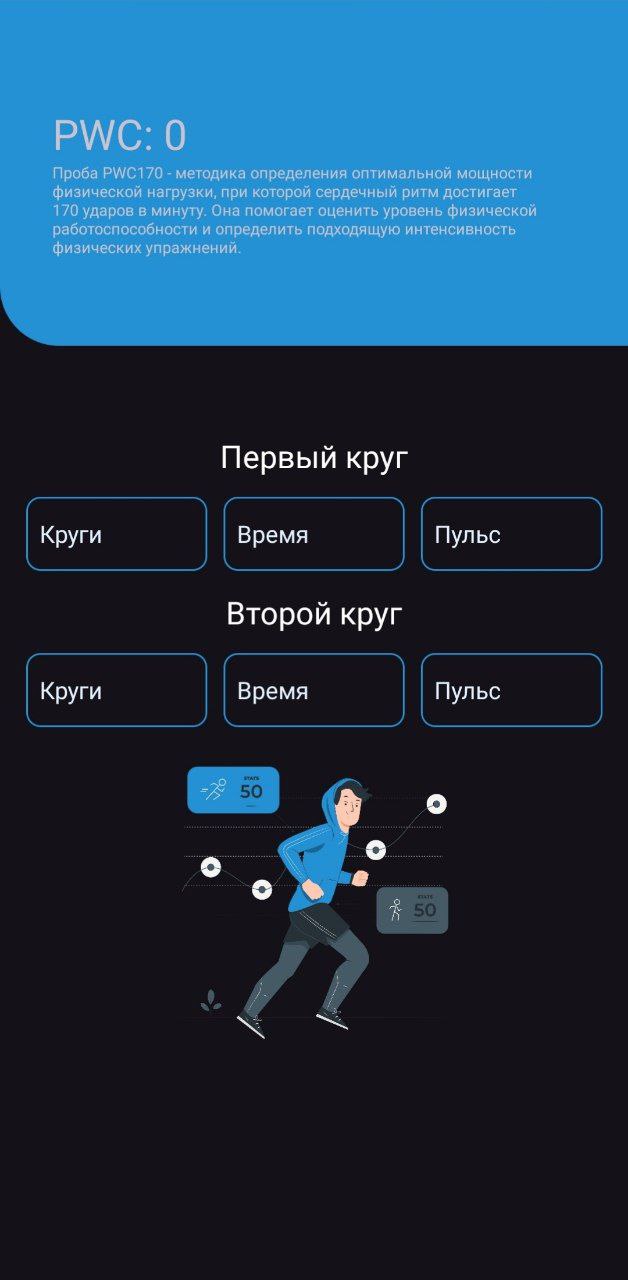 PWC: 0
Проба PWC170 - методика определения оптимальной мощности
физической нагрузки, при которой сердечный ритм достигает
170 ударов в минуту. Она помогает оценить уровень физической
работоспособности и определить подходящую интенсивность
физических упражнений.
Первый круг
Круги Время Пульс
Второй круг
Круги Время Пульс
STATS
50
STATS
50